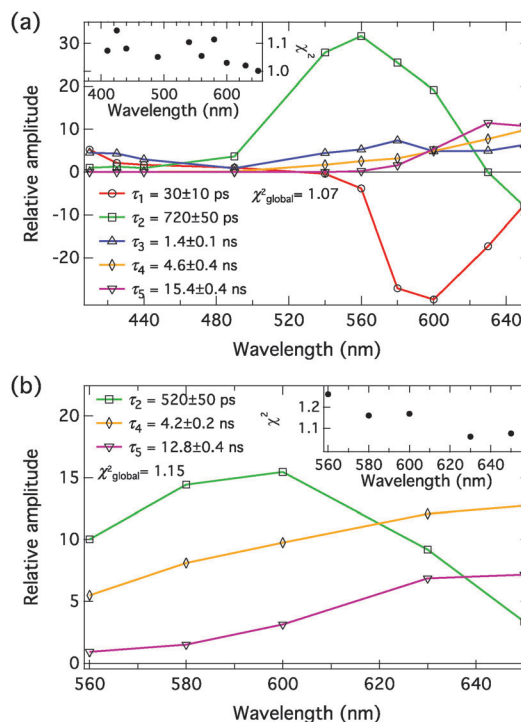 (a)
30
20
10
0
-10
-20
Relative amplitude
1.1
1.0
χ²
400 500 600
Wavelength (nm)
τ1 = 30±10 ps
χ²global= 1.07
τ2 = 720±50 ps
τ3 = 1.4±0.1 ns
τ4 = 4.6±0.4 ns
τ5 = 15.4±0.4 ns
440 480 520 560 600 640
Wavelength (nm)
(b)
20
15
10
5
0
Relative amplitude
τ2 = 520±50 ps
τ4 = 4.2±0.2 ns
τ5 = 12.8±0.4 ns
χ²global= 1.15
1.2
1.1
χ²
560 580 600 620 640
Wavelength (nm)
560 580 600 620 640
Wavelength (nm)